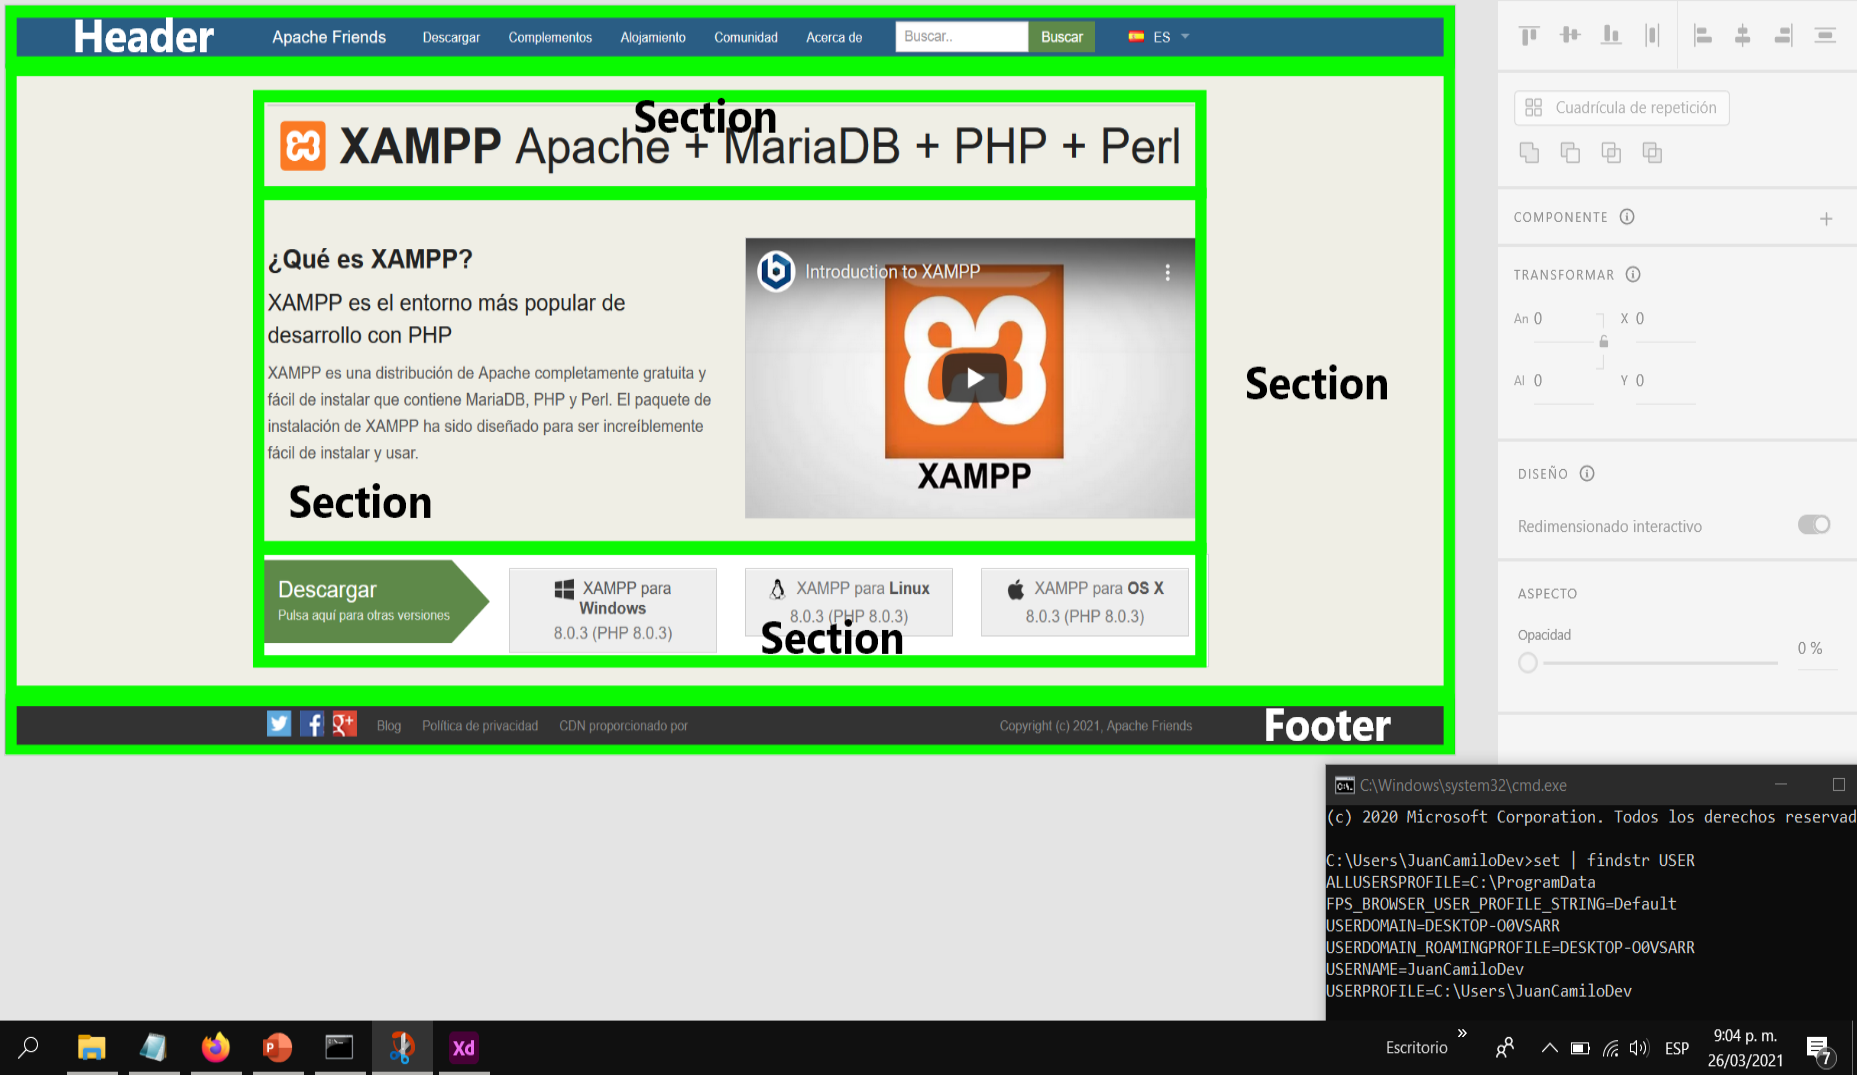 Header
Apache Friends Descargar Complementos Alojamiento Comunidad Acerca de Buscar.. Buscar ES
Section
XAMPP Apache + MariaDB + PHP + Perl
¿Qué es XAMPP?
XAMPP es el entorno más popular de
desarrollo con PHP
XAMPP es una distribución de Apache completamente gratuita y
fácil de instalar que contiene MariaDB, PHP y Perl. El paquete de
instalación de XAMPP ha sido diseñado para ser increíblemente
fácil de instalar y usar.
Section
Introduction to XAMPP
XAMPP
Section
Descargar
Pulsa aquí para otras versiones
XAMPP para
Windows
8.0.3 (PHP 8.0.3)
XAMPP para Linux
8.0.3 (PHP 8.0.3)
XAMPP para OS X
8.0.3 (PHP 8.0.3)
Section
Blog Política de privacidad CDN proporcionado por Copyright (c) 2021, Apache Friends
Footer
Cuadrícula de repetición
COMPONENTE
TRANSFORMAR
An 0 X 0
Al 0 Y 0
DISEÑO
Redimensionado interactivo
ASPECTO
Opacidad
0 %
C:\Windows\system32\cmd.exe
(c) 2020 Microsoft Corporation. Todos los derechos reservad
C:\Users\JuanCamiloDev>set | findstr USER
ALLUSERSPROFILE=C:\ProgramData
FPS_BROWSER_USER_PROFILE_STRING=Default
USERDOMAIN=DESKTOP-O0VSARR
USERDOMAIN_ROAMINGPROFILE=DESKTOP-O0VSARR
USERNAME=JuanCamiloDev
USERPROFILE=C:\Users\JuanCamiloDev
Xd
Escritorio » ESP
9:04 p. m.
26/03/2021
7